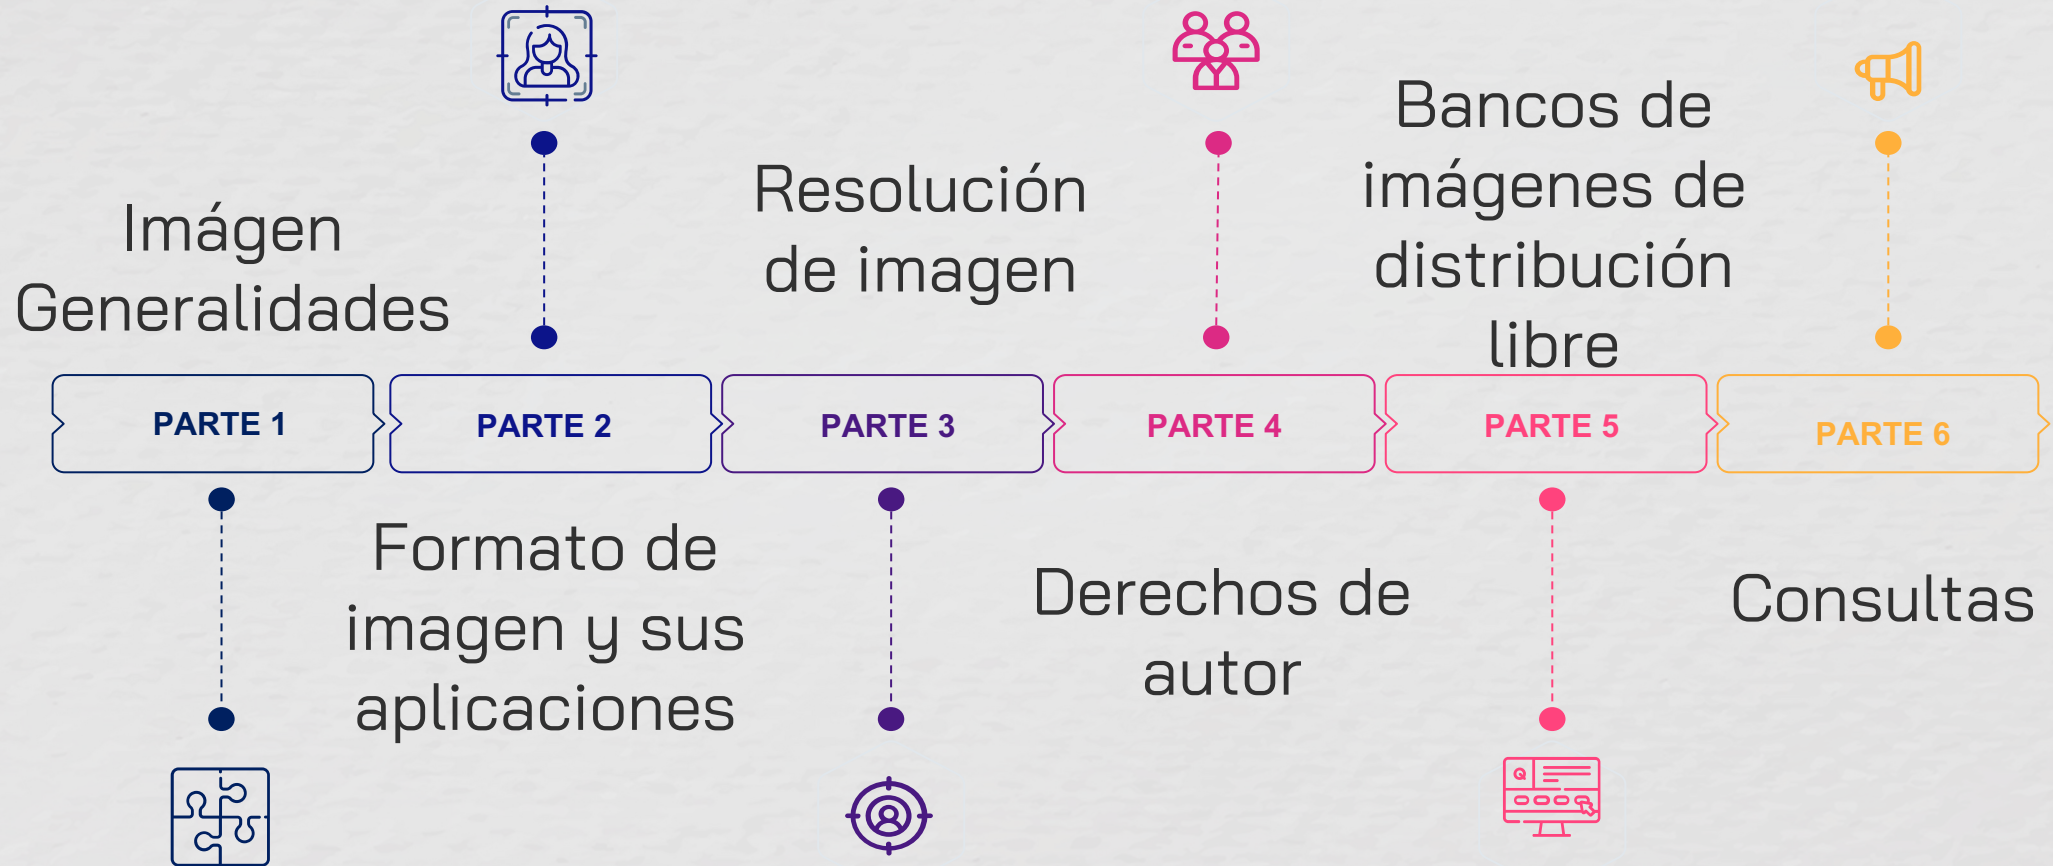 Imágen
Generalidades
PARTE 1
PARTE 2
Formato de
imagen y sus
aplicaciones
Resolución
de imagen
PARTE 3
PARTE 4
Derechos de
autor
Bancos de
imágenes de
distribución
libre
PARTE 5
PARTE 6
Consultas